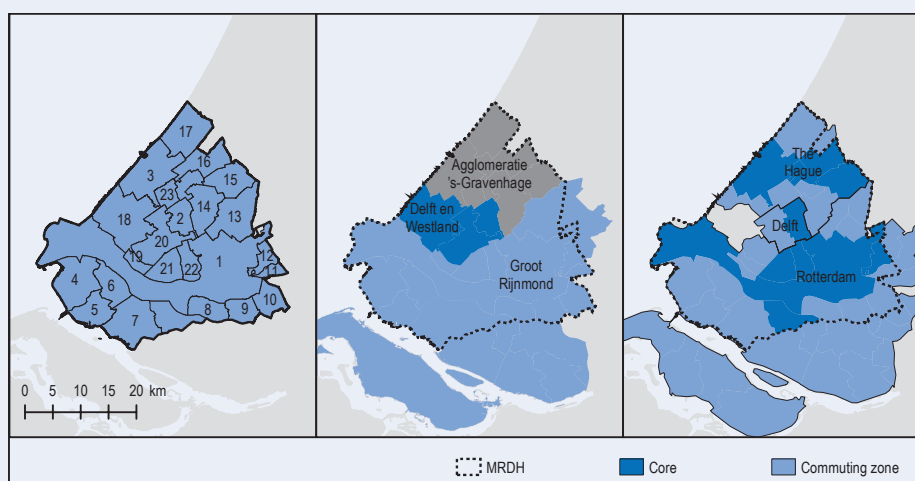 17
3
16
23
15
18
2
14
13
20
19
21
22
1
12
11
4
6
5
7
8
9
10
0 5 10 15 20 km
Agglomeratie
's-Gravenhage
Delft en
Westland
Groot
Rijnmond
The
Hague
Delft
Rotterdam
MRDH
Core
Commuting zone